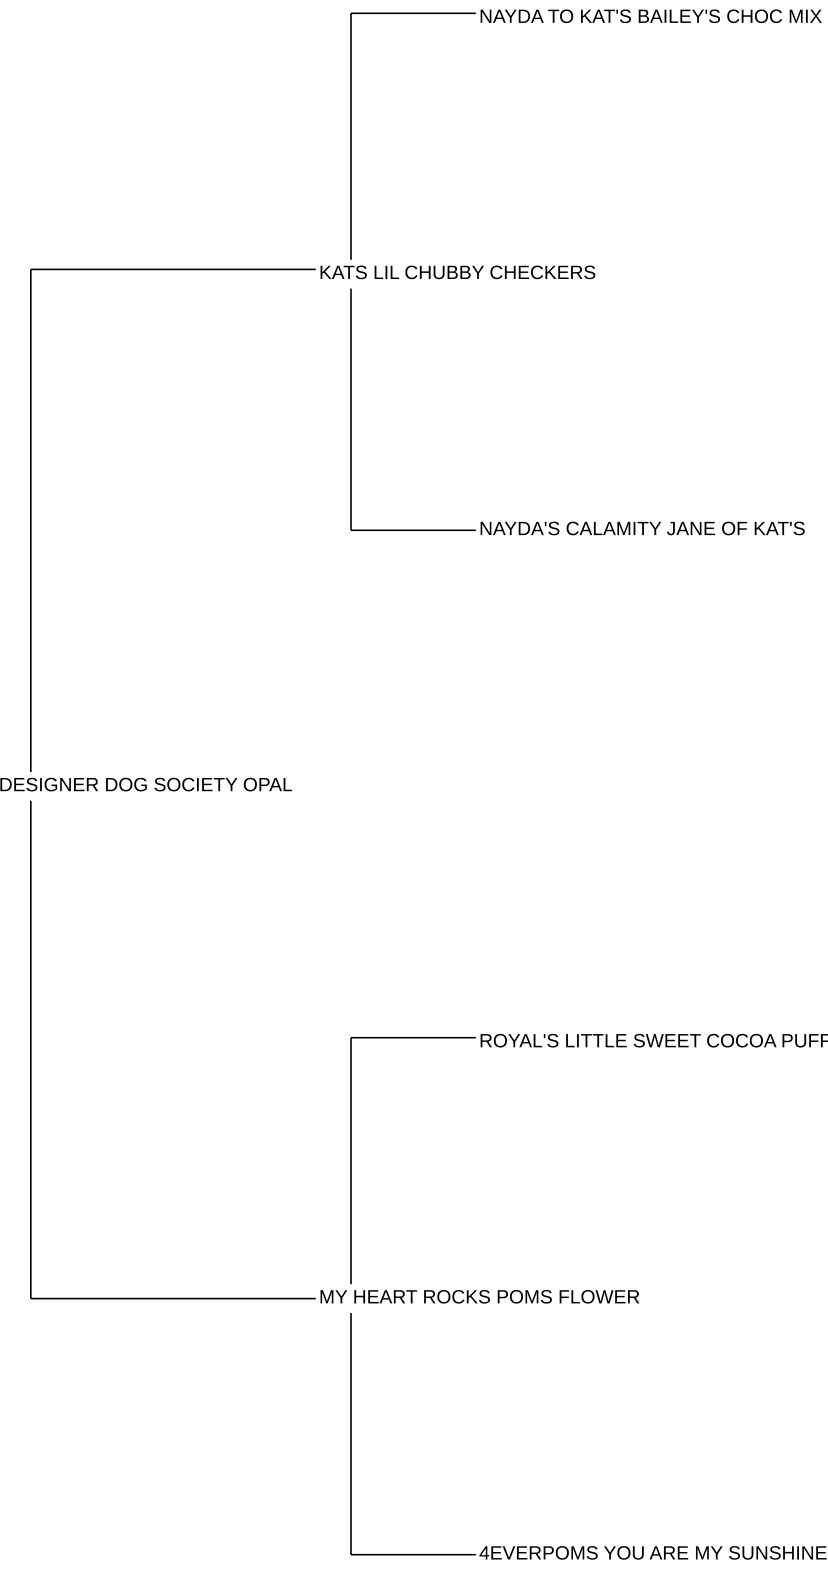 NAYDA TO KAT'S BAILEY'S CHOC MIX
KATS LIL CHUBBY CHECKERS
NAYDA'S CALAMITY JANE OF KAT'S
DESIGNER DOG SOCIETY OPAL
ROYAL'S LITTLE SWEET COCOA PUFF
MY HEART ROCKS POMS FLOWER
4EVERPOMS YOU ARE MY SUNSHINE